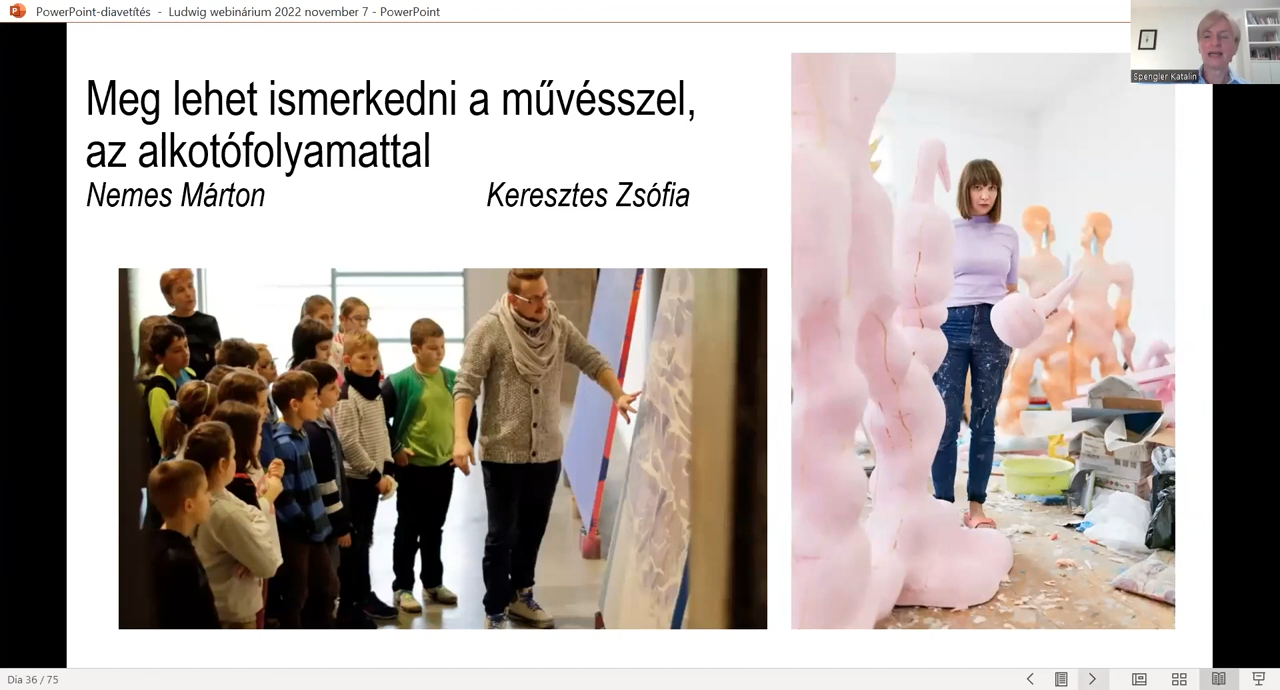 PowerPoint-diavetítés - Ludwig webinárium 2022 november 7 - PowerPoint
Spengler Katalin
Meg lehet ismerkedni a művésszel,
az alkotófolyamattal
Nemes Márton Keresztes Zsófia
Dia 36 / 75